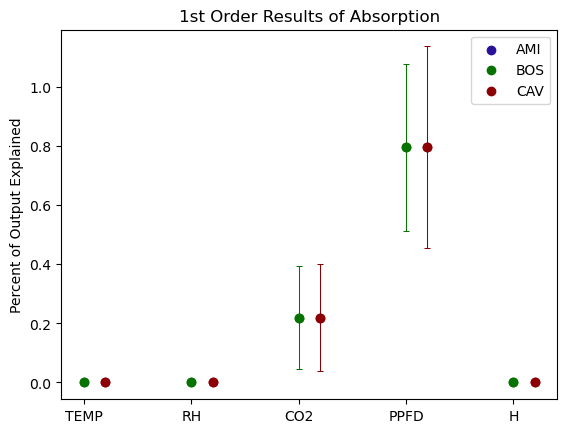 1st Order Results of Absorption
AMI
BOS
CAV
Percent of Output Explained
1.0
0.8
0.6
0.4
0.2
0.0
TEMP RH CO2 PPFD H